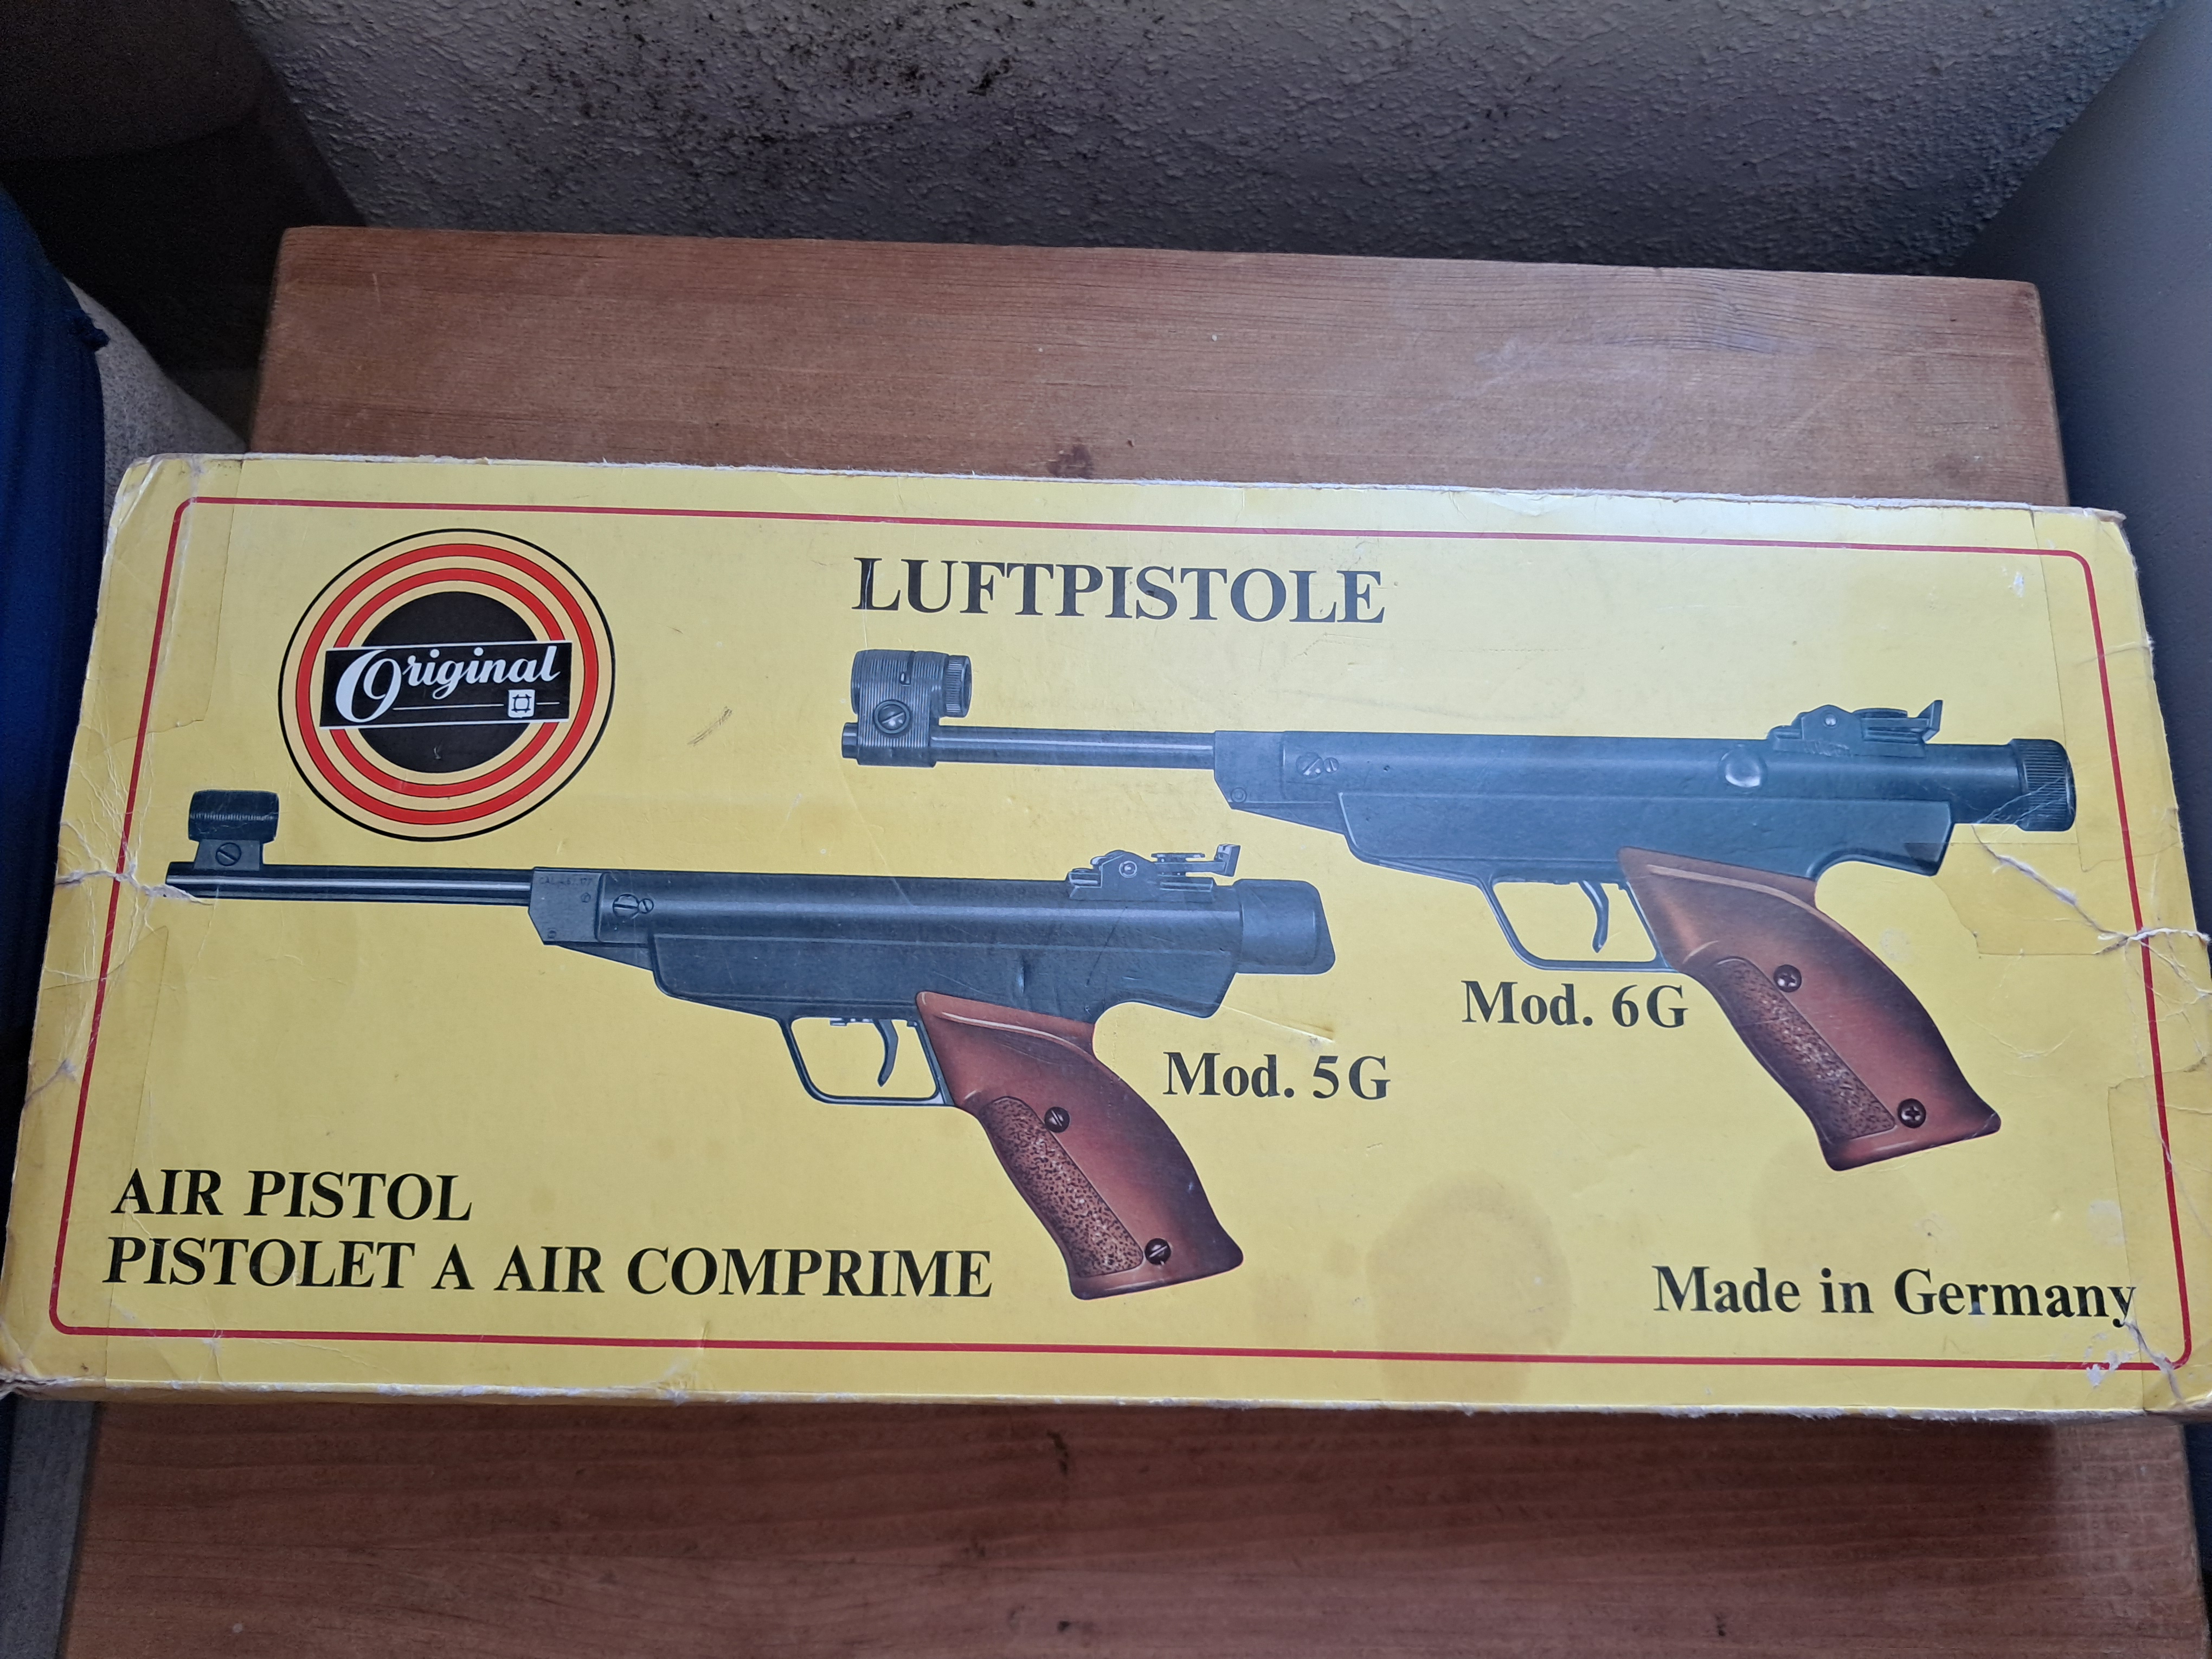 LUFTPISTOLE
Original
Mod. 6G
Mod. 5G
AIR PISTOL
PISTOLET A AIR COMPRIME
Made in Germany